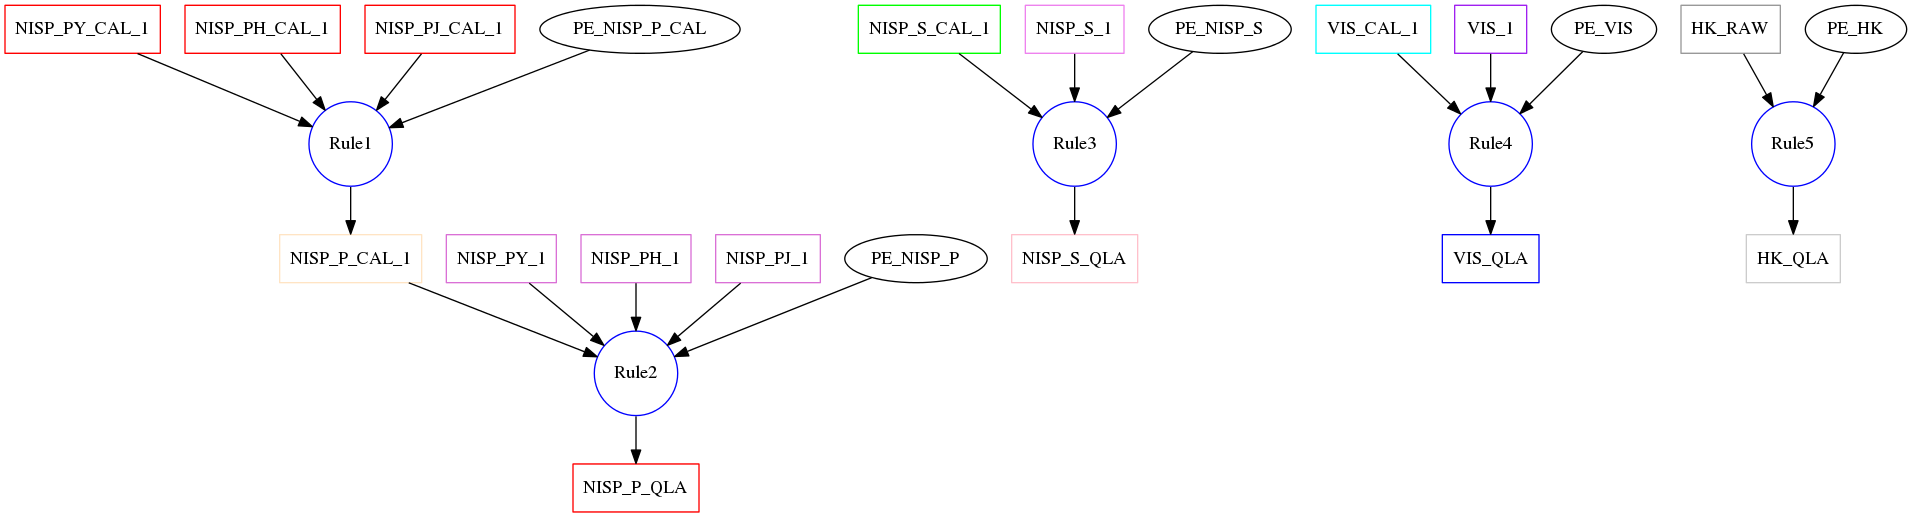 NISP_PY_CAL_1
NISP_PH_CAL_1
NISP_PJ_CAL_1
PE_NISP_P_CAL
NISP_S_CAL_1
NISP_S_1
PE_NISP_S
VIS_CAL_1
VIS_1
PE_VIS
HK_RAW
PE_HK
Rule1
Rule3
Rule4
Rule5
NISP_P_CAL_1
NISP_PY_1
NISP_PH_1
NISP_PJ_1
PE_NISP_P
NISP_S_QLA
VIS_QLA
HK_QLA
Rule2
NISP_P_QLA